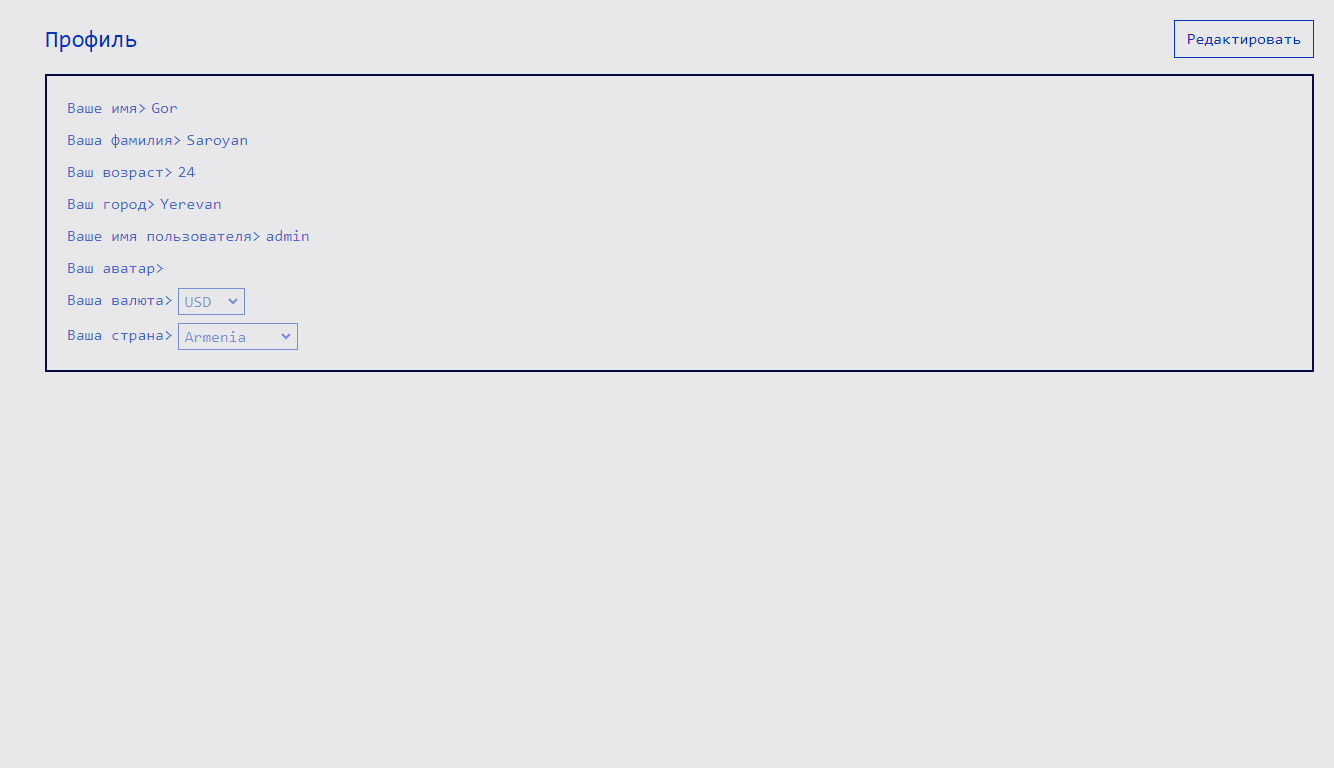 Профиль
Редактировать
Ваше имя> Gor
Ваша фамилия> Saroyan
Ваш возраст> 24
Ваш город> Yerevan
Ваше имя пользователя> admin
Ваш аватар>
Ваша валюта> USD
Ваша страна> Armenia